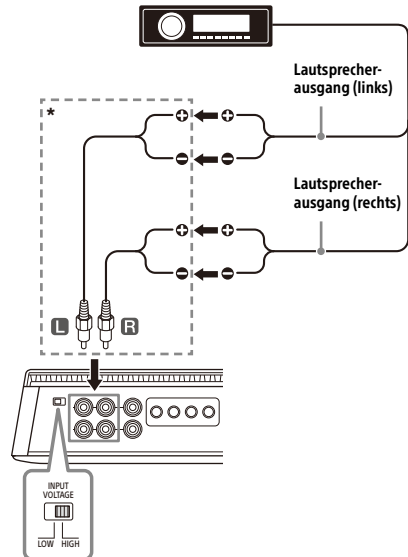 Lautsprecher-
ausgang (links)
*
Lautsprecher-
ausgang (rechts)
L R
INPUT
VOLTAGE
LOW HIGH